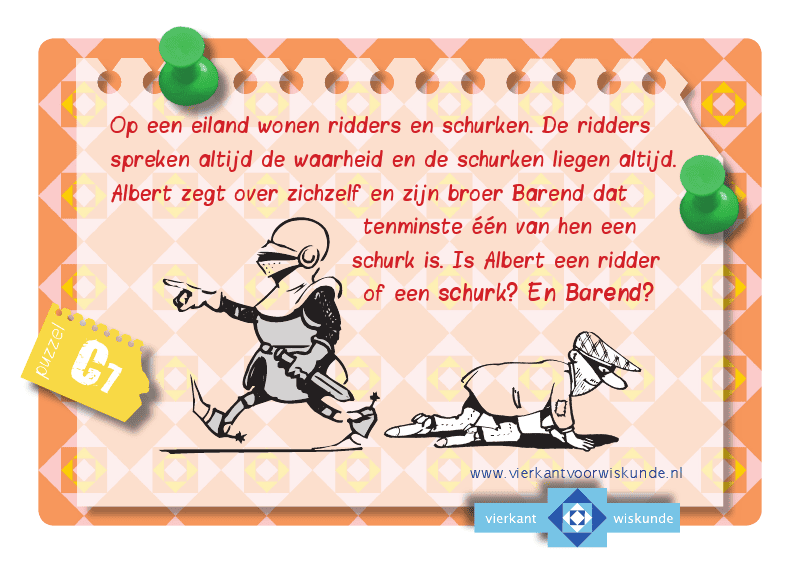 Op een eiland wonen ridders en schurken. De ridders
spreken altijd de waarheid en de schurken liegen altijd.
Albert zegt over zichzelf en zijn broer Barend dat
tenminste één van hen een
schurk is. Is Albert een ridder
of een schurk? En Barend?
puzzel
C7
www.vierkantvoorwiskunde.nl
vierkant wiskunde